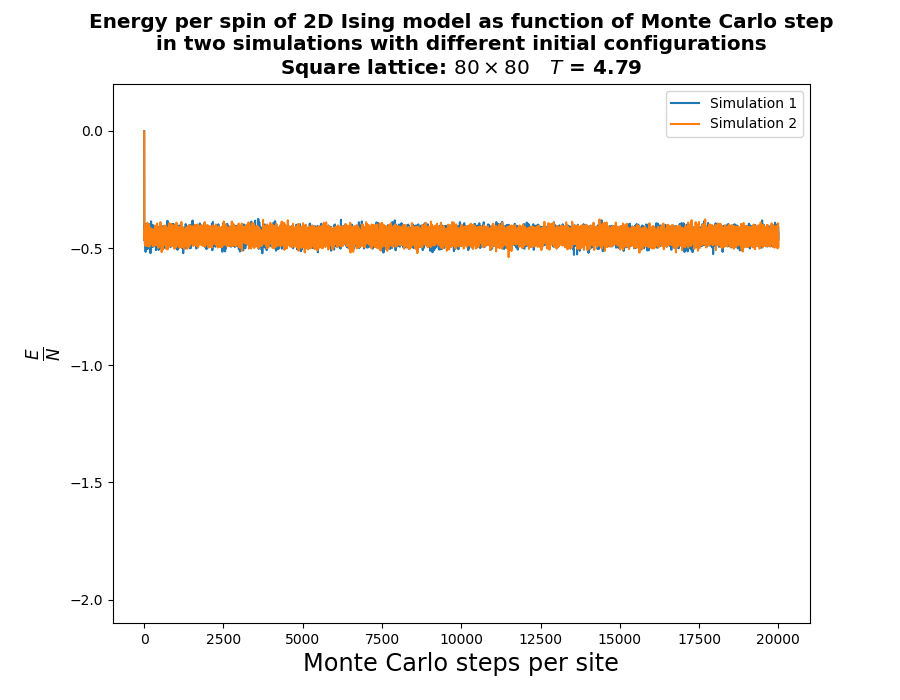 Energy per spin of 2D Ising model as function of Monte Carlo step
in two simulations with different initial configurations
Square lattice: 80 × 80 T = 4.79
Simulation 1
Simulation 2
0.0
−0.5
−1.0
−1.5
−2.0
E
N
0 2500 5000 7500 10000 12500 15000 17500 20000
Monte Carlo steps per site